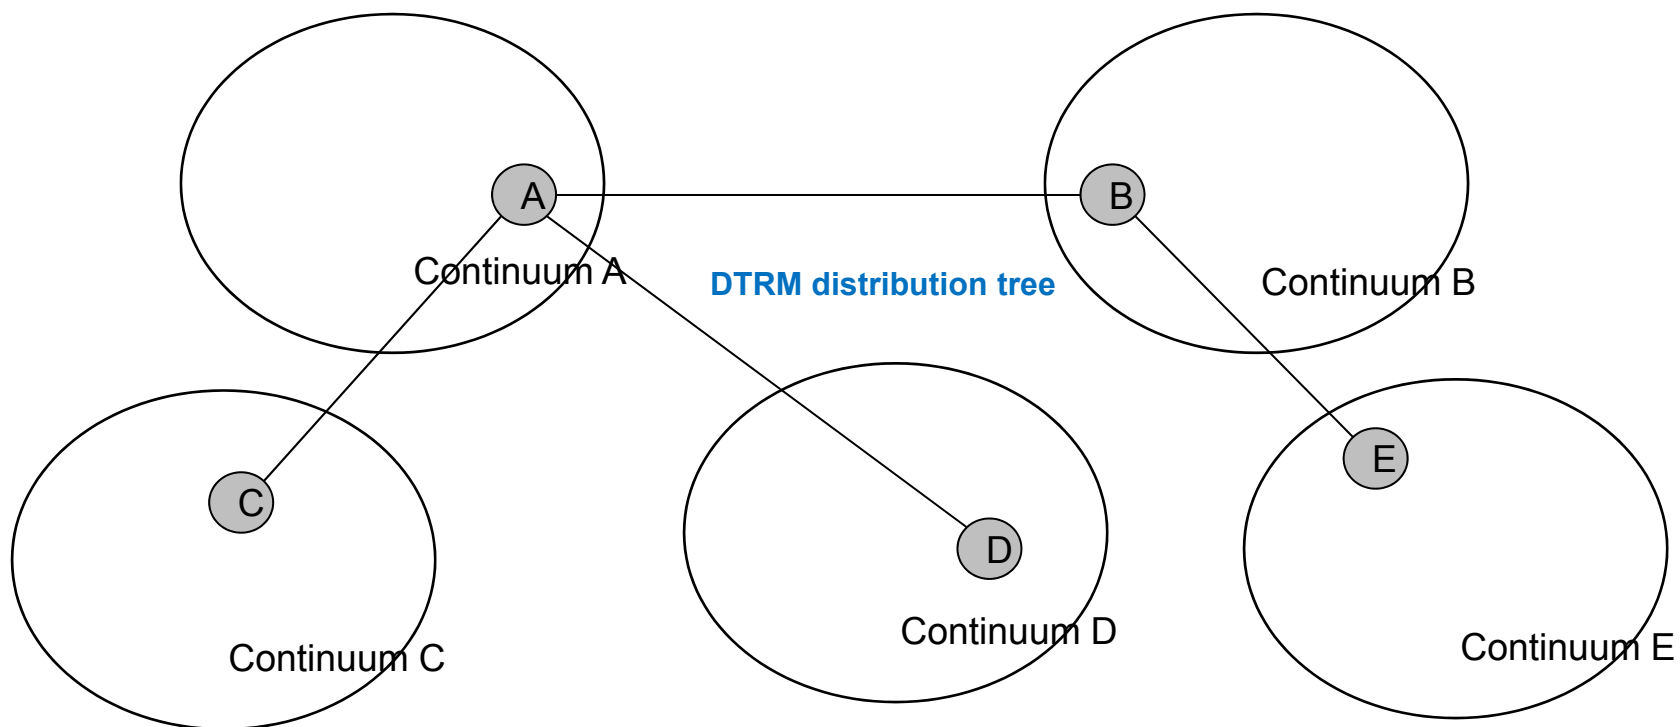 A
B
Continuum A
DTRM distribution tree
Continuum B
E
C
D
Continuum D
Continuum E
Continuum C